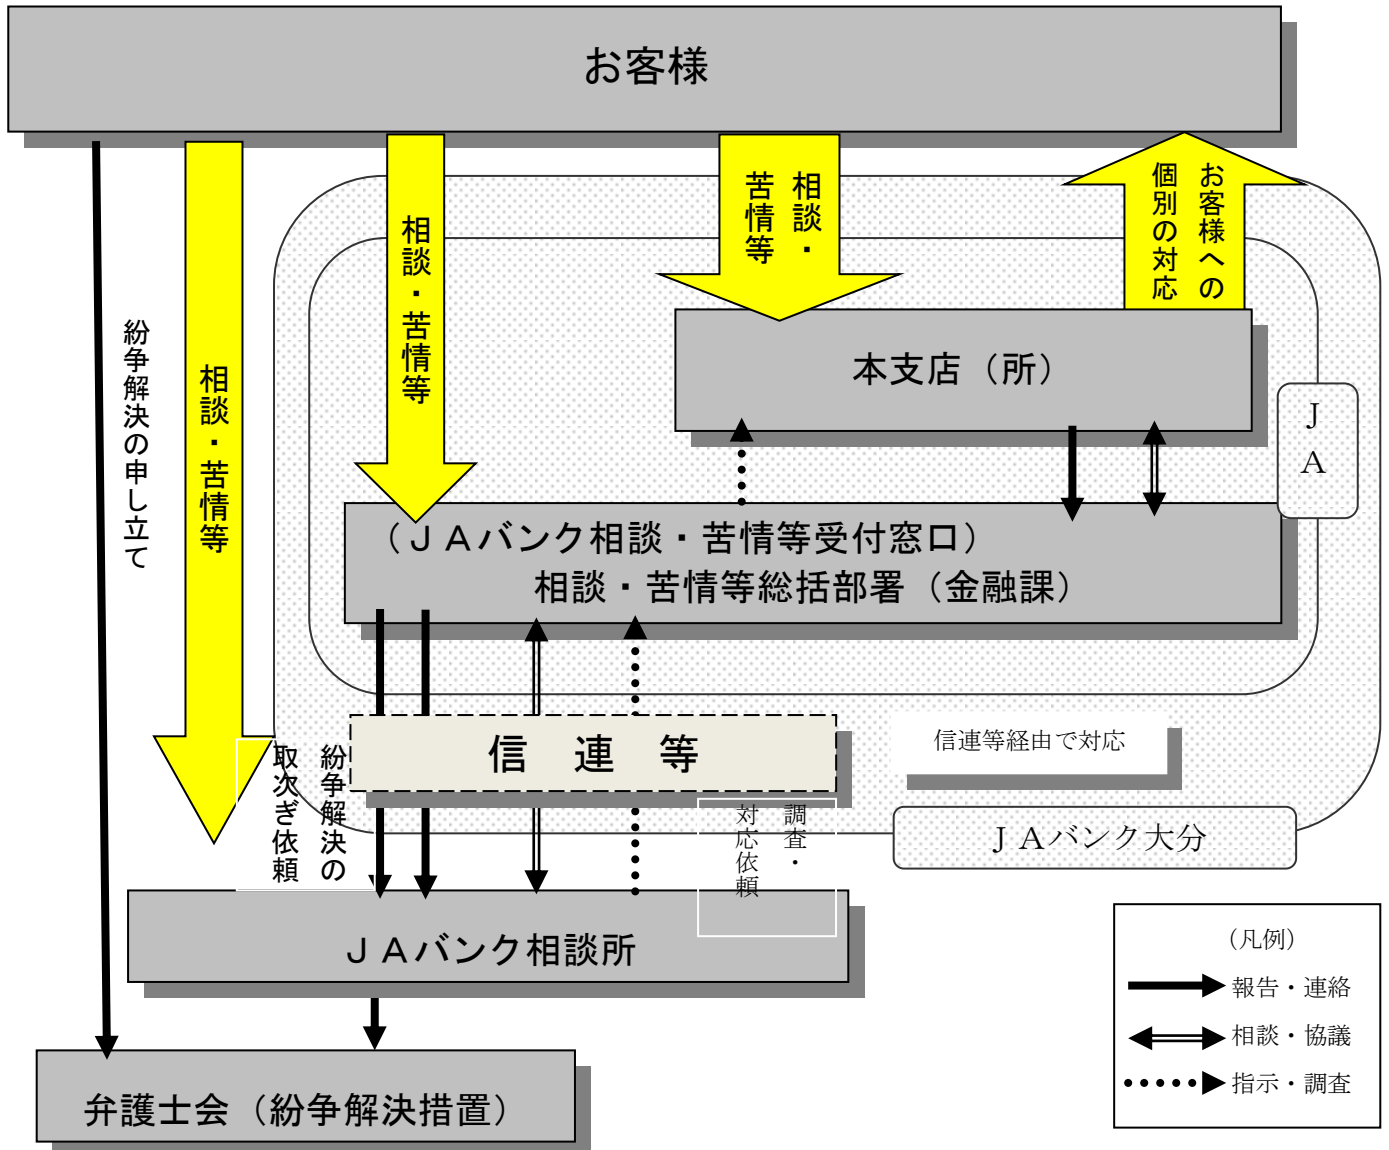 お客様
紛争解決の申し立て
相談・苦情等
相談・苦情等
相談・
苦情等
お客様への
個別の対応
本支店（所）
ＪＡ
（ＪＡバンク相談・苦情等受付窓口）
相談・苦情等総括部署（金融課）
信連等
信連等経由で対応
紛争解決の
取次ぎ依頼
調査・
対応依頼
ＪＡバンク大分
ＪＡバンク相談所
弁護士会（紛争解決措置）
（凡例）
報告・連絡
相談・協議
指示・調査